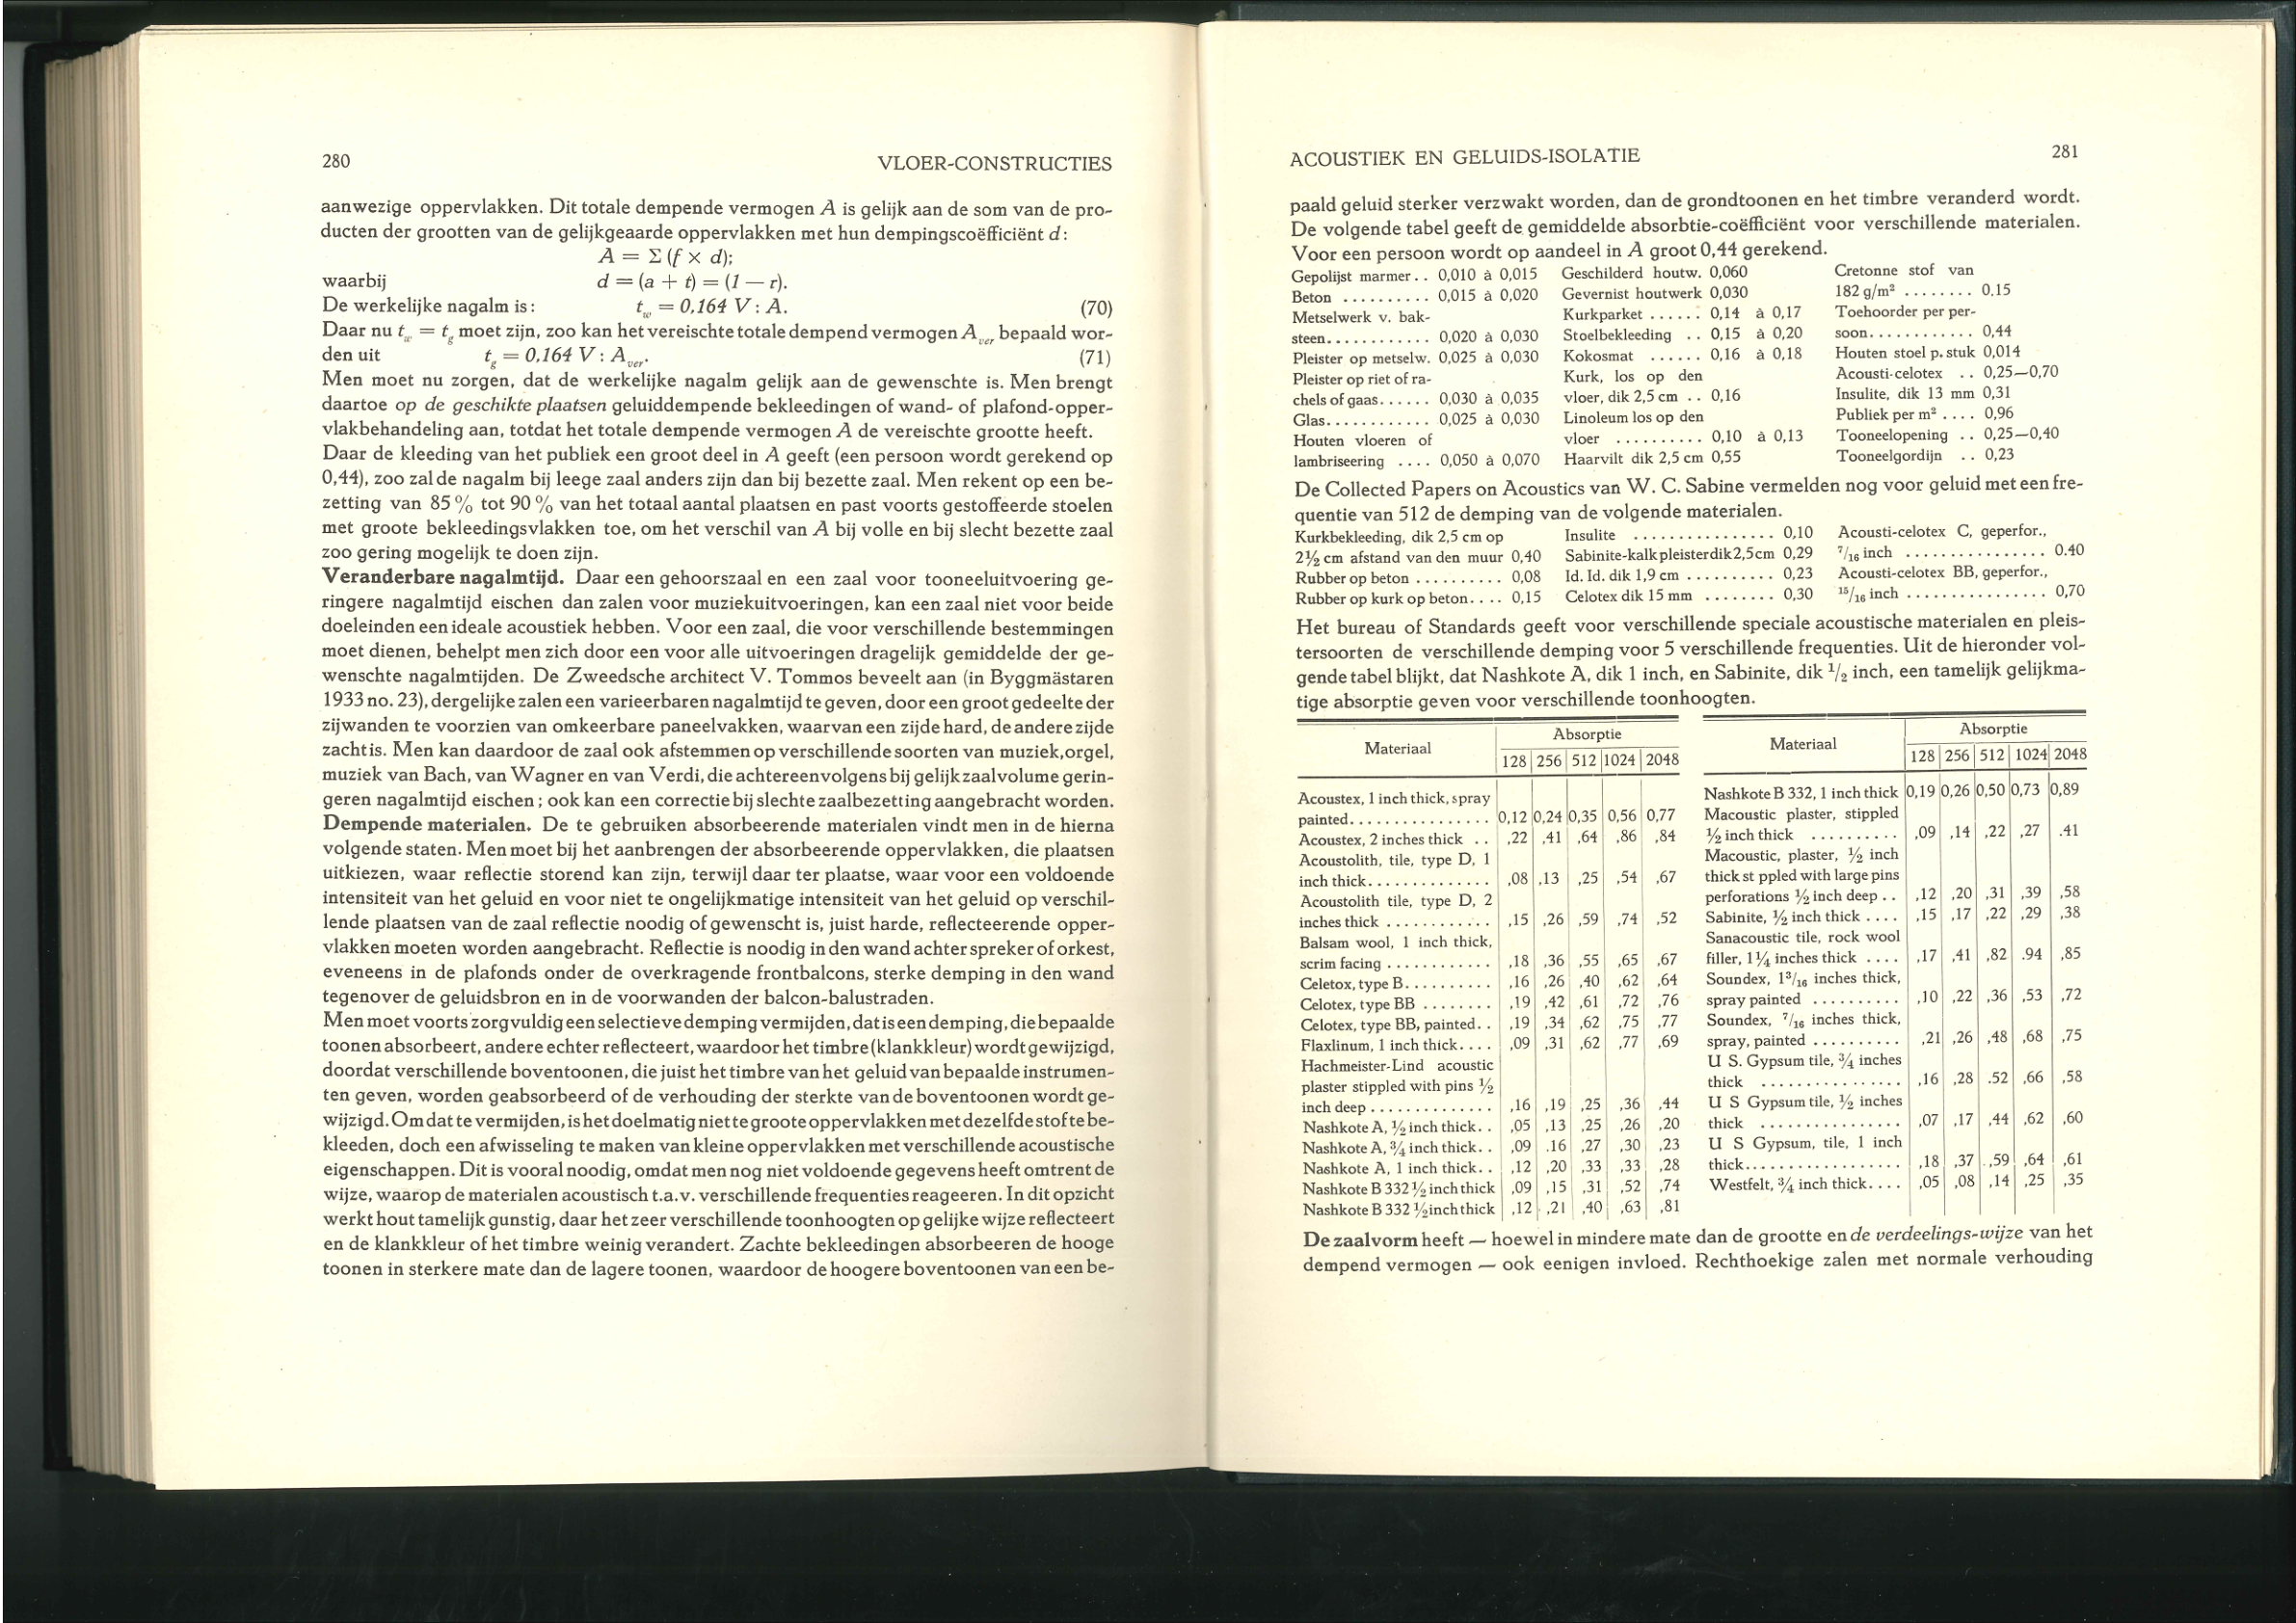 280
VLOER-CONSTRUCTIES
aanwezige oppervlakken. Dit totale dempende vermogen A is gelijk aan de som van de pro-
ducten der grootten van de gelijkgeaarde oppervlakken met hun dempingscoëfficiënt d:
A = Σ (f × d);
waarbij d = (a + t) = (1 — r).
De werkelijke nagalm is: t_w = 0,164 V : A. (70)
Daar nu t_w = t_g moet zijn, zoo kan het vereischte totale dempend vermogen A_ver bepaald wor-
den uit t_g = 0,164 V : A_ver. (71)
Men moet nu zorgen, dat de werkelijke nagalm gelijk aan de gewenschte is. Men brengt
daartoe op de geschikte plaatsen geluiddempende bekleedingen of wand- of plafond-opper-
vlakbehandeling aan, totdat het totale dempende vermogen A de vereischte grootte heeft.
Daar de kleeding van het publiek een groot deel in A geeft (een persoon wordt gerekend op
0,44), zoo zal de nagalm bij leege zaal anders zijn dan bij bezette zaal. Men rekent op een be-
zetting van 85 % tot 90 % van het totaal aantal plaatsen en past voorts gestoffeerde stoelen
met groote bekleedingsvlakken toe, om het verschil van A bij volle en bij slecht bezette zaal
zoo gering mogelijk te doen zijn.
Veranderbare nagalmtijd. Daar een gehoorszaal en een zaal voor tooneeluitvoering ge-
ringere nagalmtijd eischen dan zalen voor muziekuitvoeringen, kan een zaal niet voor beide
doeleinden een ideale acoustiek hebben. Voor een zaal, die voor verschillende bestemmingen
moet dienen, behelpt men zich door een voor alle uitvoeringen dragelijk gemiddelde der ge-
wenschte nagalmtijden. De Zweedsche architect V. Tommos beveelt aan (in Byggmästaren
1933 no. 23), dergelijke zalen een varieerbaren nagalmtijd te geven, door een groot gedeelte der
zijwanden te voorzien van omkeerbare paneelvakken, waarvan een zijde hard, de andere zijde
zacht is. Men kan daardoor de zaal ook afstemmen op verschillende soorten van muziek,orgel,
muziek van Bach, van Wagner en van Verdi, die achtereenvolgens bij gelijk zaalvolume gerin-
geren nagalmtijd eischen ; ook kan een correctie bij slechte zaalbezetting aangebracht worden.
Dempende materialen. De te gebruiken absorbeerende materialen vindt men in de hierna
volgende staten. Men moet bij het aanbrengen der absorbeerende oppervlakken, die plaatsen
uitkiezen, waar reflectie storend kan zijn, terwijl daar ter plaatse, waar voor een voldoende
intensiteit van het geluid en voor niet te ongelijkmatige intensiteit van het geluid op verschil-
lende plaatsen van de zaal reflectie noodig of gewenscht is, juist harde, reflecteerende opper-
vlakken moeten worden aangebracht. Reflectie is noodig in den wand achter spreker of orkest,
eveneens in de plafonds onder de overkragende frontbalcons, sterke demping in den wand
tegenover de geluidsbron en in de voorwanden der balcon-balustraden.
Men moet voorts zorgvuldig een selectieve demping vermijden, dat is een demping, die bepaalde
toonen absorbeert, andere echter reflecteert, waardoor het timbre (klankkleur) wordt gewijzigd,
doordat verschillende boventoonen, die juist het timbre van het geluid van bepaalde instrumen-
ten geven, worden geabsorbeerd of de verhouding der sterkte van de boventoonen wordt ge-
wijzigd. Om dat te vermijden, is het doelmatig niet te groote oppervlakken met dezelfde stof te be-
kleeden, doch een afwisseling te maken van kleine oppervlakken met verschillende acoustische
eigenschappen. Dit is vooral noodig, omdat men nog niet voldoende gegevens heeft omtrent de
wijze, waarop de materialen acoustisch t.a.v. verschillende frequenties reageeren. In dit opzicht
werkt hout tamelijk gunstig, daar het zeer verschillende toonhoogten op gelijke wijze reflecteert
en de klankkleur of het timbre weinig verandert. Zachte bekleedingen absorbeeren de hooge
toonen in sterkere mate dan de lagere toonen, waardoor de hoogere boventoonen van een be-
ACOUSTIEK EN GELUIDS-ISOLATIE
281
paald geluid sterker verzwakt worden, dan de grondtoonen en het timbre veranderd wordt.
De volgende tabel geeft de gemiddelde absorbtie-coëfficiënt voor verschillende materialen.
Voor een persoon wordt op aandeel in A groot 0,44 gerekend.
Gepolijst marmer . . 0,010 à 0,015
Beton . . . . . . . . . . 0,015 à 0,020
Metselwerk v. bak-
steen. . . . . . . . . . . . 0,020 à 0,030
Pleister op metselw. 0,025 à 0,030
Pleister op riet of ra-
chels of gaas. . . . . . 0,030 à 0,035
Glas. . . . . . . . . . . . 0,025 à 0,030
Houten vloeren of
lambriseering . . . . 0,050 à 0,070
Geschilderd houtw. 0,060
Gevernist houtwerk 0,030
Kurkparket . . . . . . 0,14 à 0,17
Stoelbekleeding . . 0,15 à 0,20
Kokosmat . . . . . . 0,16 à 0,18
Kurk, los op den
vloer, dik 2,5 cm . . 0,16
Linoleum los op den
vloer . . . . . . . . . . 0,10 à 0,13
Haarvilt dik 2,5 cm 0,55
Cretonne stof van
182 g/m² . . . . . . . . 0,15
Toehoorder per per-
soon. . . . . . . . . . . . 0,44
Houten stoel p. stuk 0,014
Acousti-celotex . . 0,25—0,70
Insulite, dik 13 mm 0,31
Publiek per m² . . . . 0,96
Tooneelopening . . 0,25—0,40
Tooneelgordijn . . 0,23
De Collected Papers on Acoustics van W. C. Sabine vermelden nog voor geluid met een fre-
quentie van 512 de demping van de volgende materialen.
Kurkbekleeding, dik 2,5 cm op
2½ cm afstand van den muur 0,40
Rubber op beton . . . . . . . . . . 0,08
Rubber op kurk op beton. . . . 0,15
Insulite . . . . . . . . . . . . . . . . 0,10
Sabinite-kalkpleister dik 2,5 cm 0,29
Id. Id. dik 1,9 cm . . . . . . . . . . 0,23
Celotex dik 15 mm . . . . . . . . 0,30
Acousti-celotex C, geperfor.,
7/16 inch . . . . . . . . . . . . . . . . 0.40
Acousti-celotex BB, geperfor.,
15/16 inch . . . . . . . . . . . . . . . . 0,70
Het bureau of Standards geeft voor verschillende speciale acoustische materialen en pleis-
tersoorten de verschillende demping voor 5 verschillende frequenties. Uit de hieronder vol-
gende tabel blijkt, dat Nashkote A, dik 1 inch, en Sabinite, dik 1/2 inch, een tamelijk gelijkma-
tige absorptie geven voor verschillende toonhoogten.
Materiaal Absorptie
128 256 512 1024 2048
Acoustex, 1 inch thick, spray
painted. . . . . . . . . . . . . . . . 0,12 0,24 0,35 0,56 0,77
Acoustex, 2 inches thick . . ,22 ,41 ,64 ,86 ,84
Acoustolith, tile, type D, 1
inch thick. . . . . . . . . . . . . . ,08 ,13 ,25 ,54 ,67
Acoustolith tile, type D, 2
inches thick . . . . . . . . . . . . ,15 ,26 ,59 ,74 ,52
Balsam wool, 1 inch thick,
scrim facing . . . . . . . . . . . . ,18 ,36 ,55 ,65 ,67
Celetox, type B. . . . . . . . . . ,16 ,26 ,40 ,62 ,64
Celotex, type BB . . . . . . . . ,19 ,42 ,61 ,72 ,76
Celotex, type BB, painted. . ,19 ,34 ,62 ,75 ,77
Flaxlinum, 1 inch thick. . . . ,09 ,31 ,62 ,77 ,69
Hachmeister-Lind acoustic
plaster stippled with pins ½
inch deep . . . . . . . . . . . . . . ,16 ,19 ,25 ,36 ,44
Nashkote A, ½ inch thick. . ,05 ,13 ,25 ,26 ,20
Nashkote A, ¾ inch thick. . ,09 .16 ,27 ,30 ,23
Nashkote A, 1 inch thick. . ,12 ,20 ,33 ,33 ,28
Nashkote B 332 ½ inch thick ,09 ,15 ,31 ,52 ,74
Nashkote B 332 ½ inch thick ,12 ,21 ,40 ,63 ,81
Materiaal Absorptie
128 256 512 1024 2048
Nashkote B 332, 1 inch thick 0,19 0,26 0,50 0,73 0,89
Macoustic plaster, stippled
½ inch thick . . . . . . . . . . ,09 ,14 ,22 ,27 .41
Macoustic, plaster, ½ inch
thick st ppled with large pins
perforations ½ inch deep . . ,12 ,20 ,31 ,39 ,58
Sabinite, ½ inch thick . . . . ,15 ,17 ,22 ,29 ,38
Sanacoustic tile, rock wool
filler, 1¼ inches thick . . . . ,17 ,41 ,82 .94 ,85
Soundex, 1 3/16 inches thick,
spray painted . . . . . . . . . . ,10 ,22 ,36 ,53 ,72
Soundex, 7/16 inches thick,
spray, painted . . . . . . . . . . ,21 ,26 ,48 ,68 ,75
U S. Gypsum tile, ¾ inches
thick . . . . . . . . . . . . . . . . ,16 ,28 .52 ,66 ,58
U S Gypsum tile, ½ inches
thick . . . . . . . . . . . . . . . . ,07 ,17 ,44 ,62 ,60
U S Gypsum, tile, 1 inch
thick. . . . . . . . . . . . . . . . . . ,18 ,37 ,59 ,64 ,61
Westfelt, ¾ inch thick. . . . ,05 ,08 ,14 ,25 ,35
De zaalvorm heeft — hoewel in mindere mate dan de grootte en de verdeelings-wijze van het
dempend vermogen — ook eenigen invloed. Rechthoekige zalen met normale verhouding